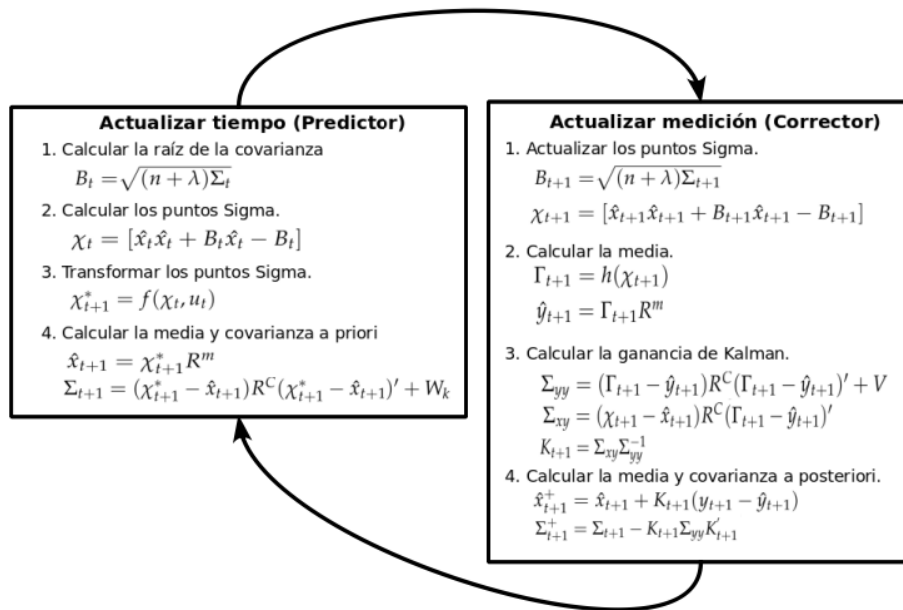 Actualizar tiempo (Predictor)
1. Calcular la raíz de la covarianza
B_t = √((n + λ)Σ_t)
2. Calcular los puntos Sigma.
χ_t = [x̂_t x̂_t + B_t x̂_t − B_t]
3. Transformar los puntos Sigma.
χ*_{t+1} = f(χ_t, u_t)
4. Calcular la media y covarianza a priori
x̂_{t+1} = χ*_{t+1} R^m
Σ_{t+1} = (χ*_{t+1} − x̂_{t+1})R^C(χ*_{t+1} − x̂_{t+1})′ + W_k
Actualizar medición (Corrector)
1. Actualizar los puntos Sigma.
B_{t+1} = √((n + λ)Σ_{t+1})
χ_{t+1} = [x̂_{t+1} x̂_{t+1} + B_{t+1} x̂_{t+1} − B_{t+1}]
2. Calcular la media.
Γ_{t+1} = h(χ_{t+1})
ŷ_{t+1} = Γ_{t+1} R^m
3. Calcular la ganancia de Kalman.
Σ_{yy} = (Γ_{t+1} − ŷ_{t+1})R^C(Γ_{t+1} − ŷ_{t+1})′ + V
Σ_{xy} = (χ_{t+1} − x̂_{t+1})R^C(Γ_{t+1} − ŷ_{t+1})′
K_{t+1} = Σ_{xy}Σ_{yy}^{−1}
4. Calcular la media y covarianza a posteriori.
x̂^+_{t+1} = x̂_{t+1} + K_{t+1}(y_{t+1} − ŷ_{t+1})
Σ^+_{t+1} = Σ_{t+1} − K_{t+1}Σ_{yy}K′_{t+1}